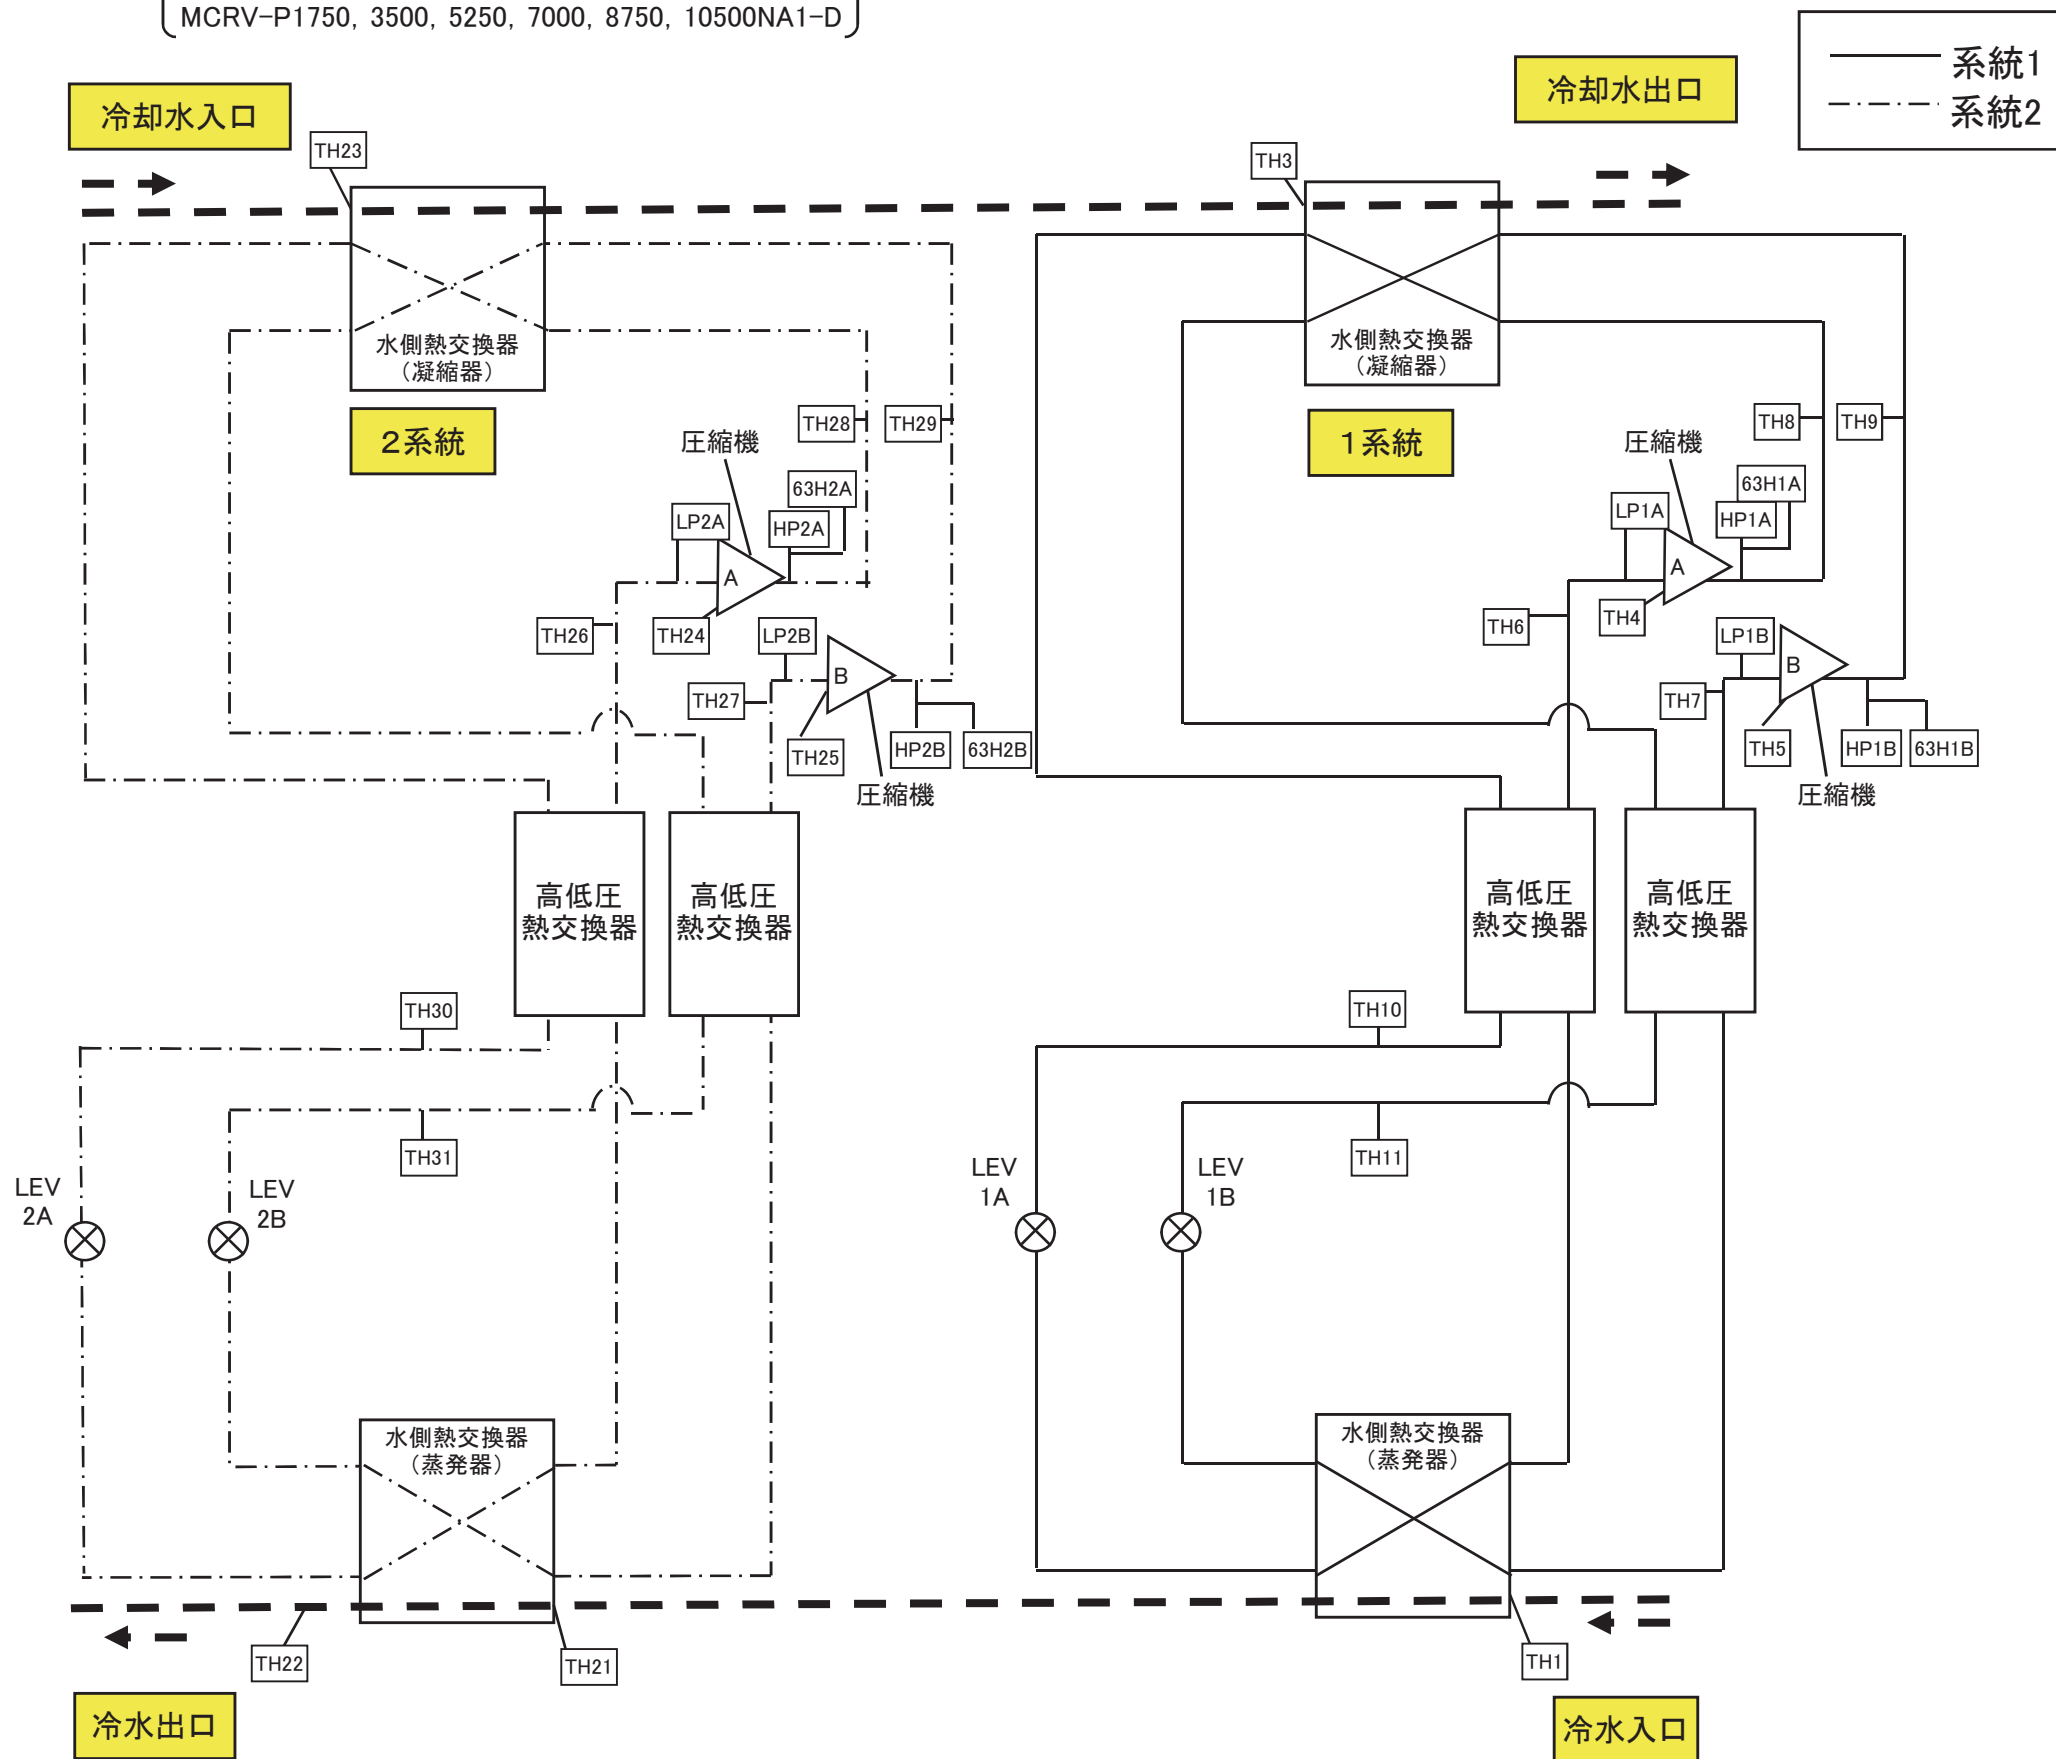 MCRV-P1750, 3500, 5250, 7000, 8750, 10500NA1-D
系統1
系統2
冷却水入口
冷却水出口
TH23
TH3
水側熱交換器
（凝縮器）
水側熱交換器
（凝縮器）
2系統
1系統
TH28
TH29
TH8
TH9
圧縮機
圧縮機
63H2A
63H1A
LP2A
HP2A
LP1A
HP1A
A
A
TH26
TH24
LP2B
TH6
TH4
LP1B
B
B
TH27
TH7
TH25
HP2B
63H2B
TH5
HP1B
63H1B
圧縮機
圧縮機
高低圧
熱交換器
高低圧
熱交換器
高低圧
熱交換器
高低圧
熱交換器
TH30
TH10
TH31
TH11
LEV
2A
LEV
2B
LEV
1A
LEV
1B
水側熱交換器
（蒸発器）
水側熱交換器
（蒸発器）
TH22
TH21
TH1
冷水出口
冷水入口